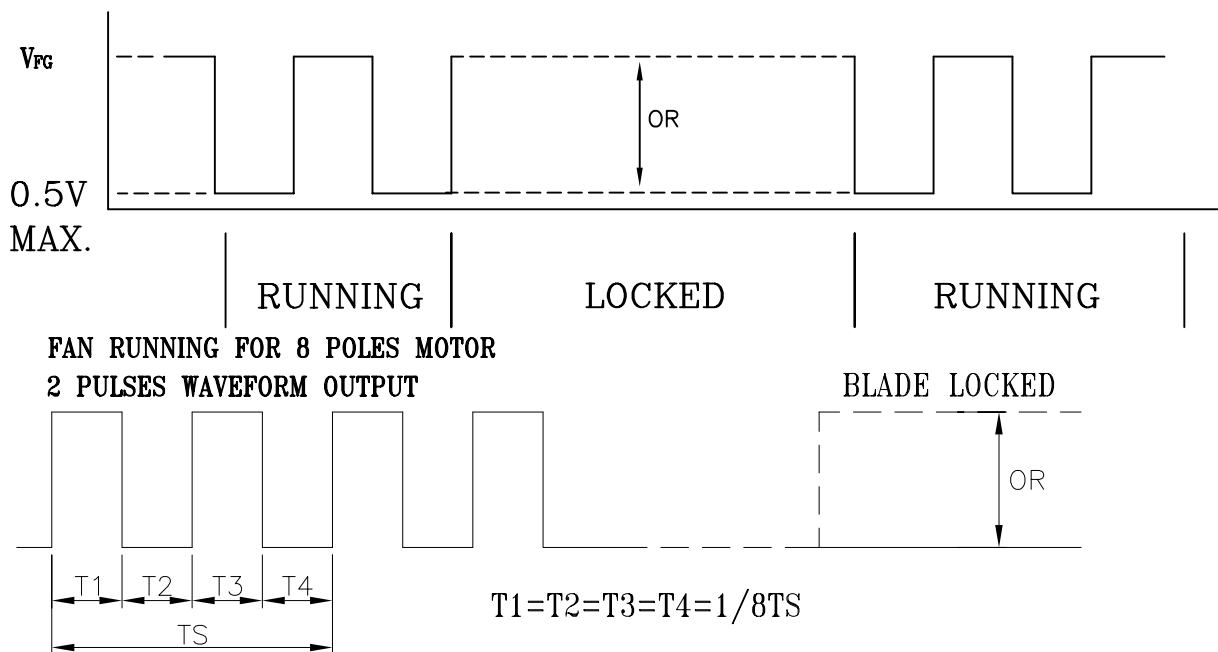 VFG
OR
0.5V
MAX.
RUNNING
LOCKED
RUNNING
FAN RUNNING FOR 8 POLES MOTOR
2 PULSES WAVEFORM OUTPUT
BLADE LOCKED
OR
T1
T2
T3
T4
T1=T2=T3=T4=1/8TS
TS